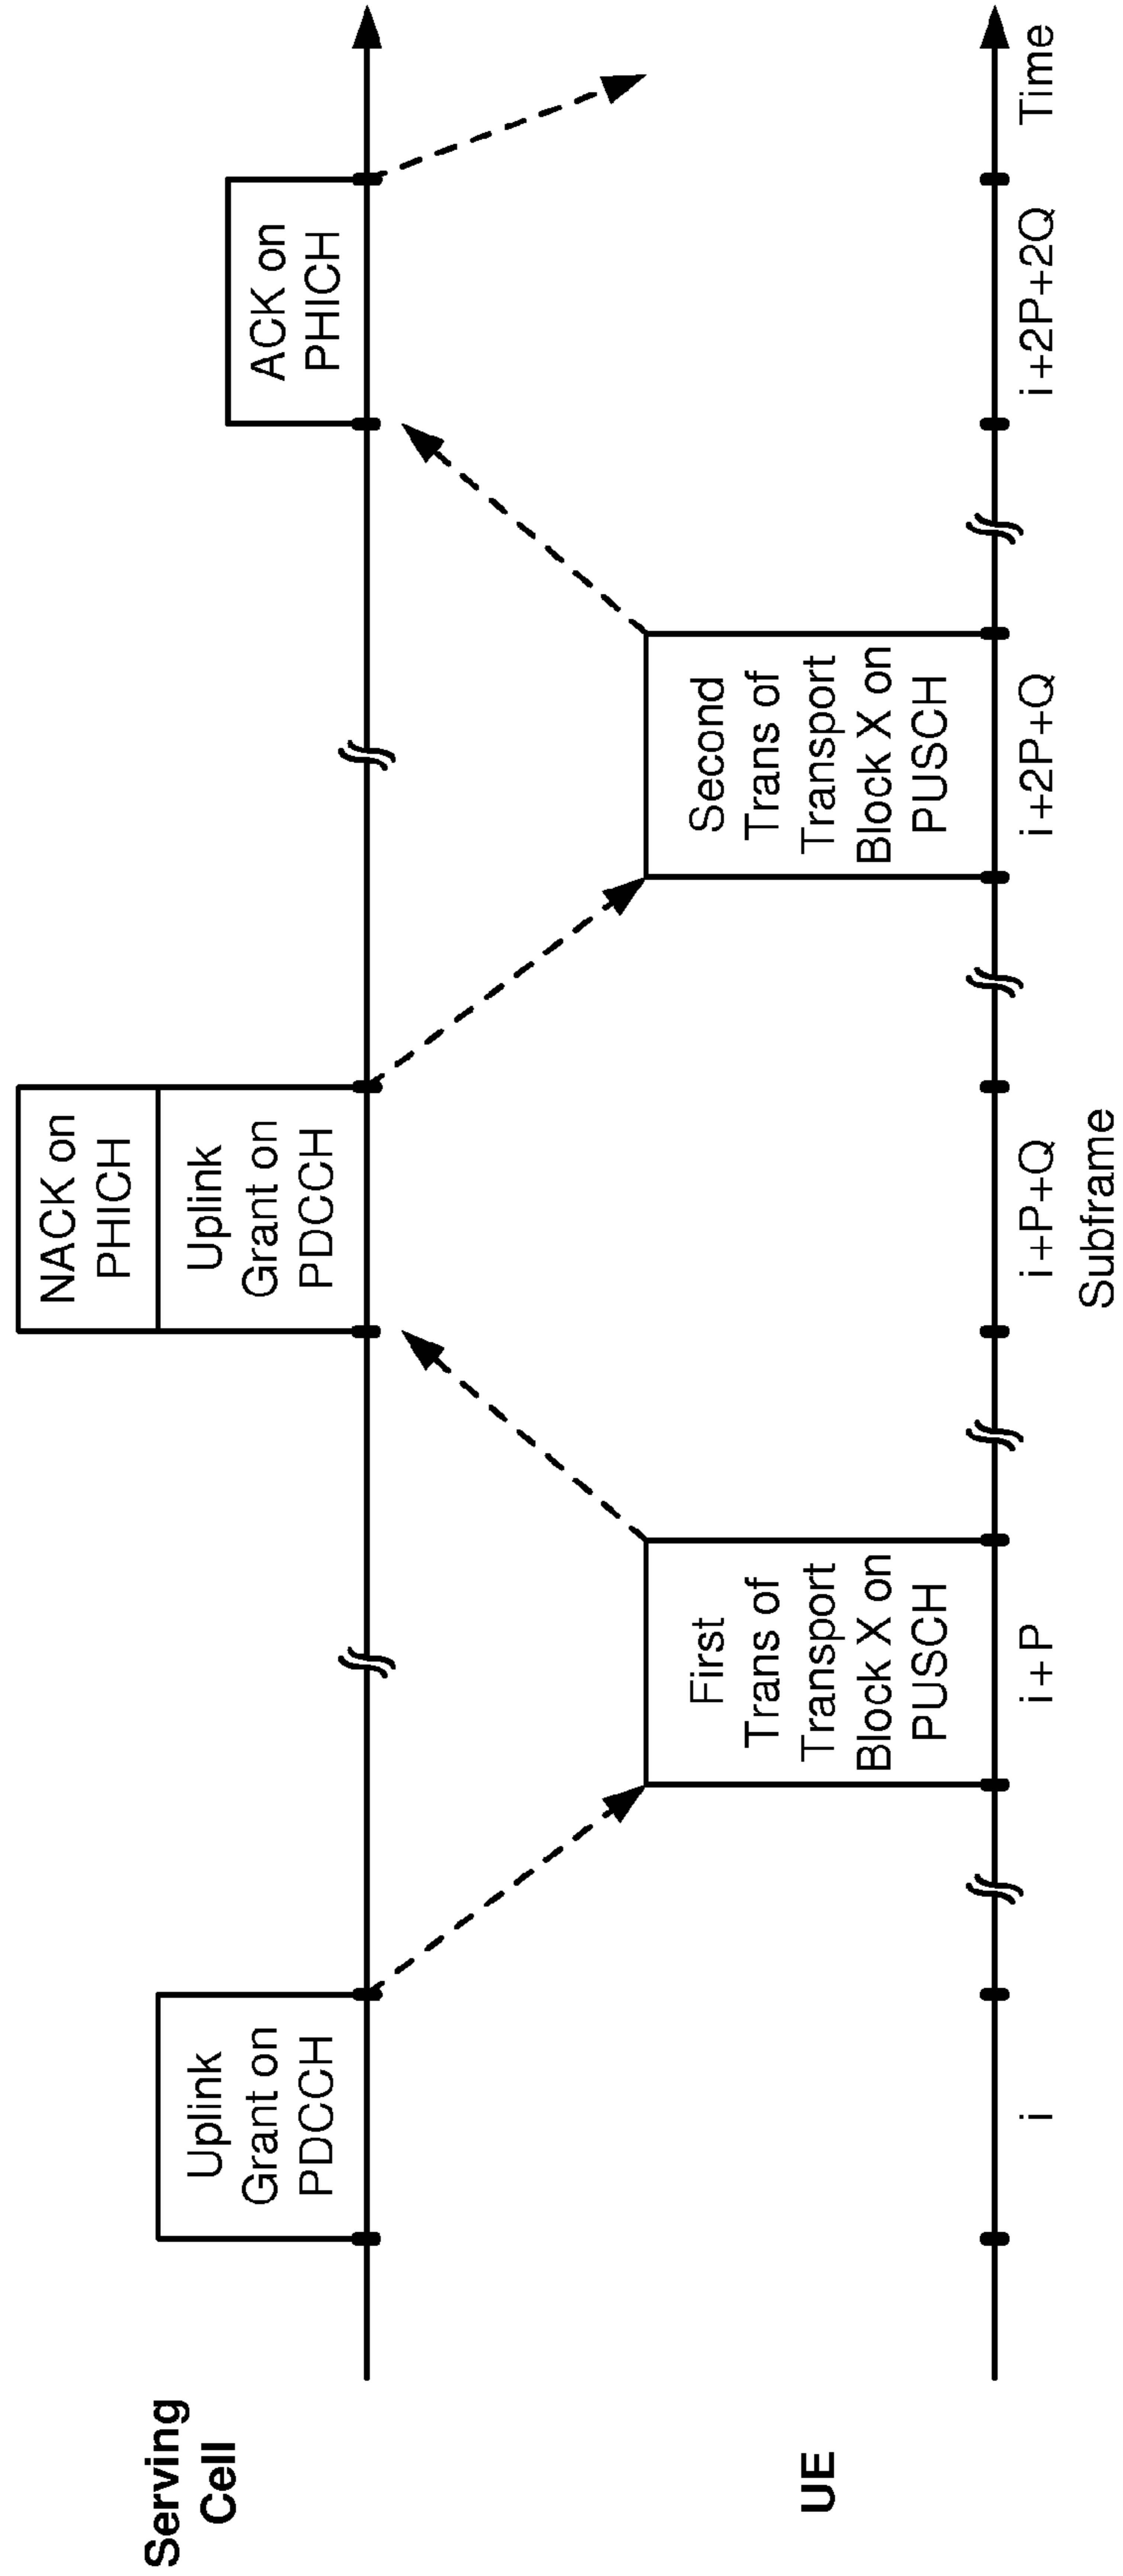 Serving
Cell
Uplink
Grant on
PDCCH
NACK on
PHICH
Uplink
Grant on
PDCCH
ACK on
PHICH
UE
First
Trans of
Transport
Block X on
PUSCH
Second
Trans of
Transport
Block X on
PUSCH
i
i+P
i+P+Q
i+2P+Q
i+2P+2Q
Time
Subframe